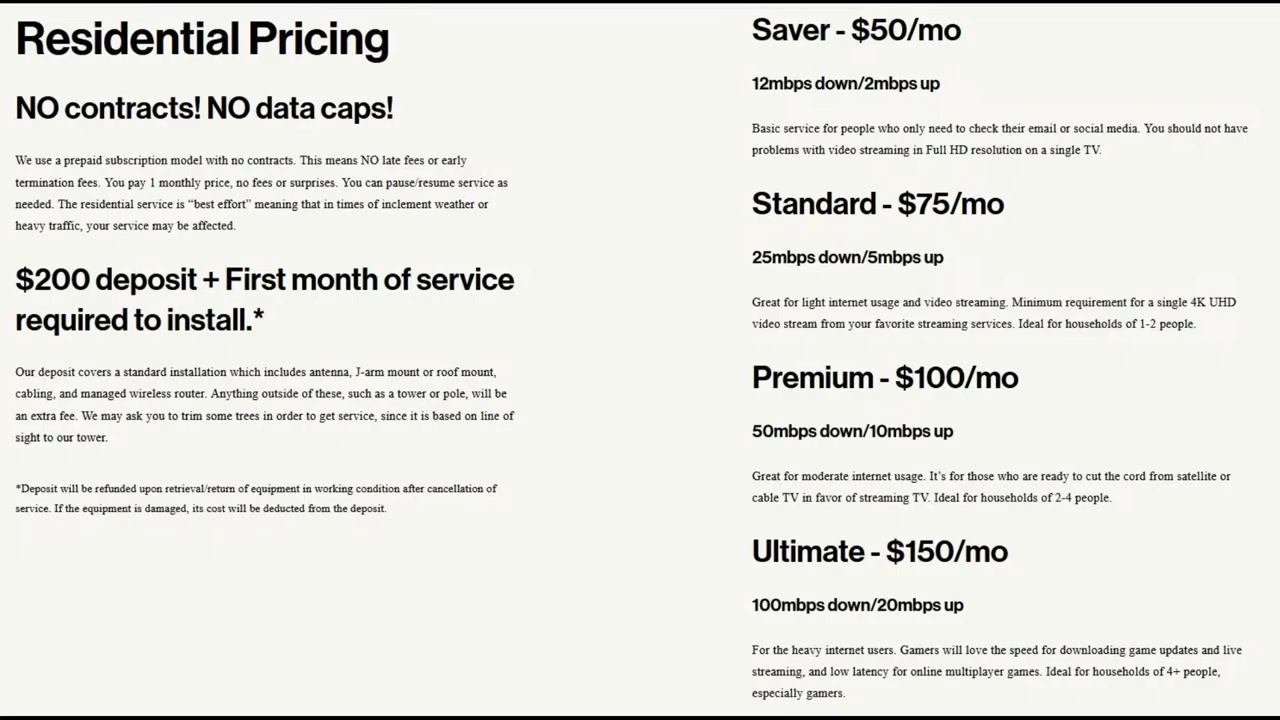 Residential Pricing
NO contracts! NO data caps!
We use a prepaid subscription model with no contracts. This means NO late fees or early
termination fees. You pay 1 monthly price, no fees or surprises. You can pause/resume service as
needed. The residential service is “best effort” meaning that in times of inclement weather or
heavy traffic, your service may be affected.
$200 deposit + First month of service
required to install.*
Our deposit covers a standard installation which includes antenna, J-arm mount or roof mount,
cabling, and managed wireless router. Anything outside of these, such as a tower or pole, will be
an extra fee. We may ask you to trim some trees in order to get service, since it is based on line of
sight to our tower.
*Deposit will be refunded upon retrieval/return of equipment in working condition after cancellation of
service. If the equipment is damaged, its cost will be deducted from the deposit.
Saver - $50/mo
12mbps down/2mbps up
Basic service for people who only need to check their email or social media. You should not have
problems with video streaming in Full HD resolution on a single TV.
Standard - $75/mo
25mbps down/5mbps up
Great for light internet usage and video streaming. Minimum requirement for a single 4K UHD
video stream from your favorite streaming services. Ideal for households of 1-2 people.
Premium - $100/mo
50mbps down/10mbps up
Great for moderate internet usage. It’s for those who are ready to cut the cord from satellite or
cable TV in favor of streaming TV. Ideal for households of 2-4 people.
Ultimate - $150/mo
100mbps down/20mbps up
For the heavy internet users. Gamers will love the speed for downloading game updates and live
streaming, and low latency for online multiplayer games. Ideal for households of 4+ people,
especially gamers.